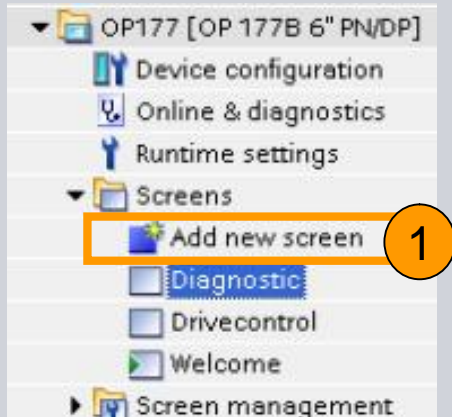 OP177 [OP 177B 6" PN/DP]
Device configuration
Online & diagnostics
Runtime settings
Screens
Add new screen
1
Diagnostic
Drivecontrol
Welcome
Screen management